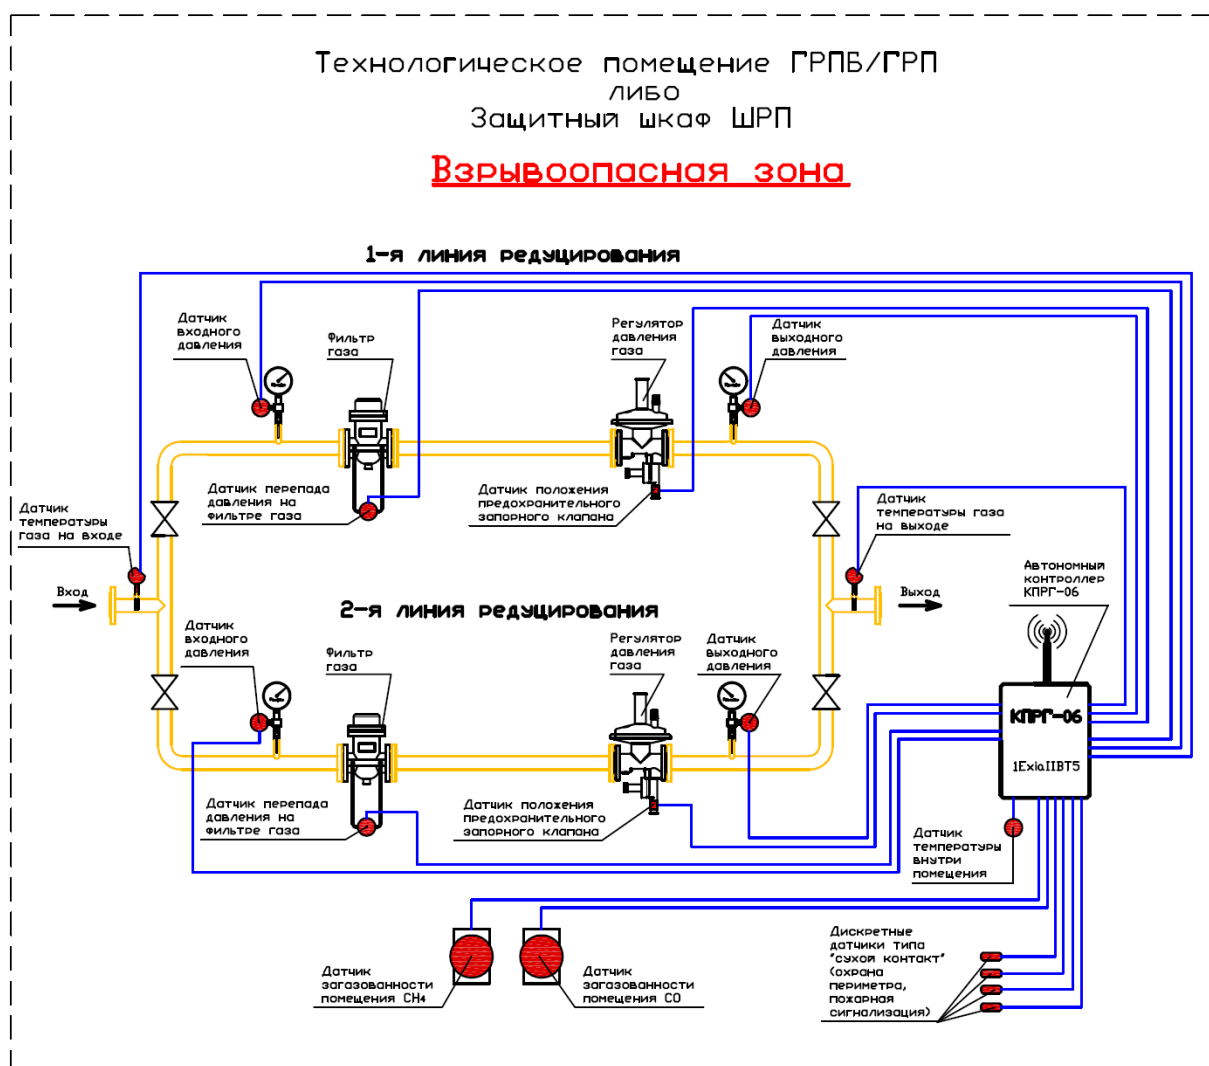 Технологическое помещение ГРПБ/ГРП
либо
Защитный шкаф ШРП
Взрывоопасная зона
1-я линия редуцирования
Датчик
входного
давления
Фильтр
газа
Регулятор
давления
газа
Датчик
выходного
давления
Датчик перепада
давления на
фильтре газа
Датчик положения
предохранительного
запорного клапана
Датчик
температуры
газа на входе
Датчик
температуры газа
на выходе
Вход
Выход
Автономный
контроллер
КПРГ-06
2-я линия редуцирования
Датчик
входного
давления
Фильтр
газа
Регулятор
давления
газа
Датчик
выходного
давления
КПРГ-06
1ExiaIIBT5
Датчик перепада
давления на
фильтре газа
Датчик положения
предохранительного
запорного клапана
Датчик
температуры
внутри
помещения
Датчик
загазованности
помещения CH4
Датчик
загазованности
помещения CO
Дискретные
датчики типа
"сухой контакт"
(охрана
периметра,
пожарная
сигнализация)